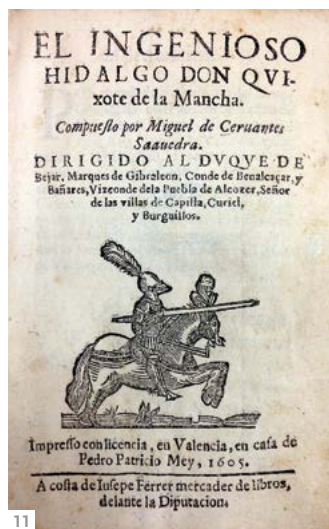 EL INGENIOSO
HIDALGO DON QVI-
xote de la Mancha.
Compuesto por Miguel de Ceruantes
Saauedra.
DIRIGIDO AL DVQVE DE
Bejar, Marques de Gibraleon, Conde de Benalcaçar, y
Bañares, Vizconde dela Puebla de Alcozer, Señor
de las villas de Capilla, Curiel,
y Burguillos.
Impresso con licencia, en Valencia, en casa de
Pedro Patricio Mey, 1605.
A costa de Iusepe Ferrer mercader de libros,
delante la Diputacion.
11